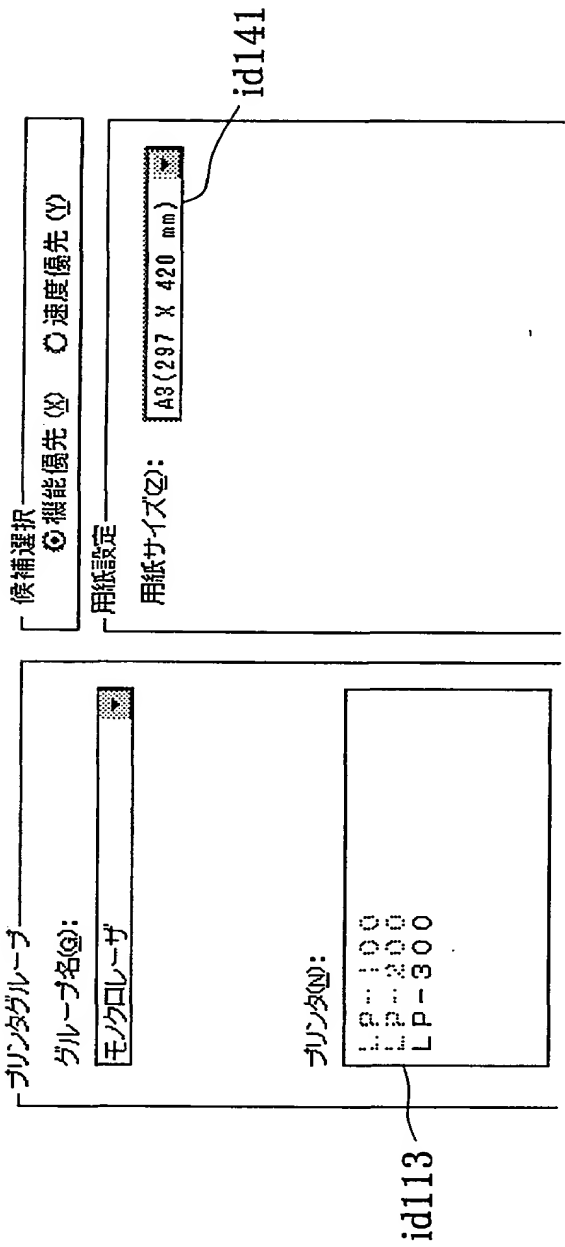 プリンタグループ
グループ名(G):
モノクロレーザ
プリンタ(N):
LP-100
LP-200
LP-300
id113
候補選択
機能優先 (X) 速度優先 (Y)
用紙設定
用紙サイズ(Z):
A3(297 X 420 mm)
id141